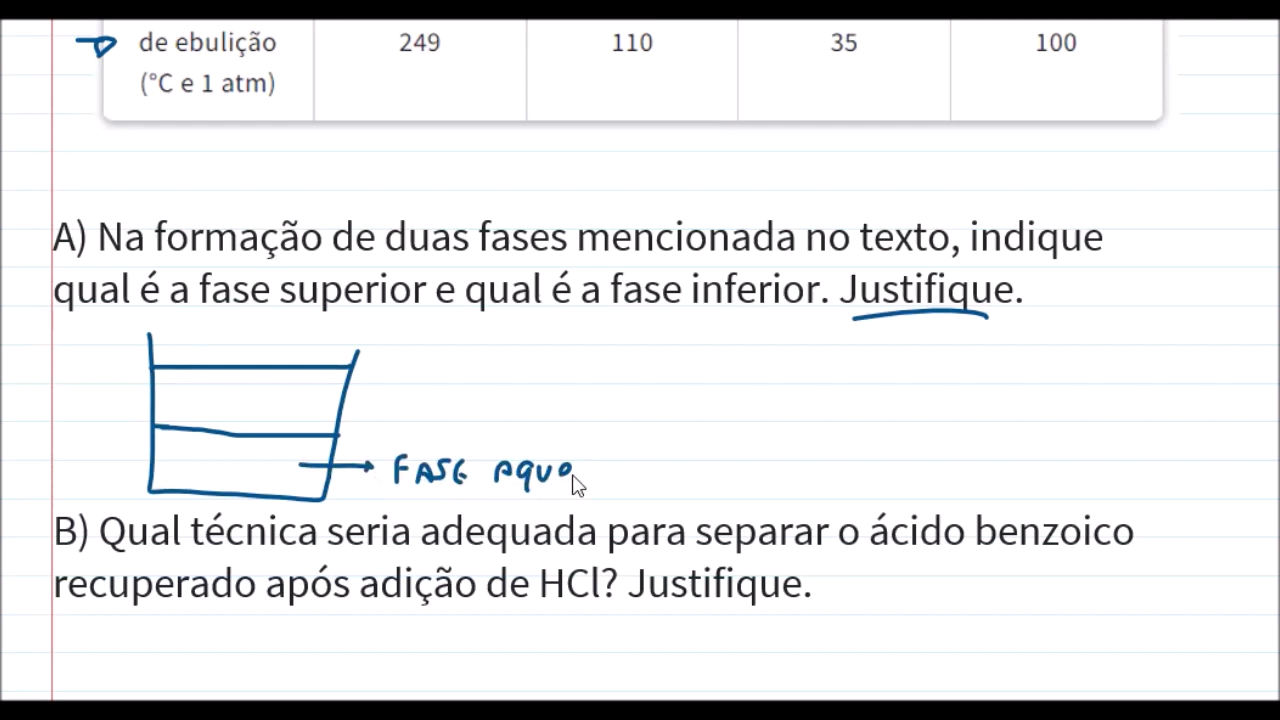 de ebulição 249 110 35 100
(°C e 1 atm)
A) Na formação de duas fases mencionada no texto, indique
qual é a fase superior e qual é a fase inferior. Justifique.
FASE AQUO
B) Qual técnica seria adequada para separar o ácido benzoico
recuperado após adição de HCl? Justifique.